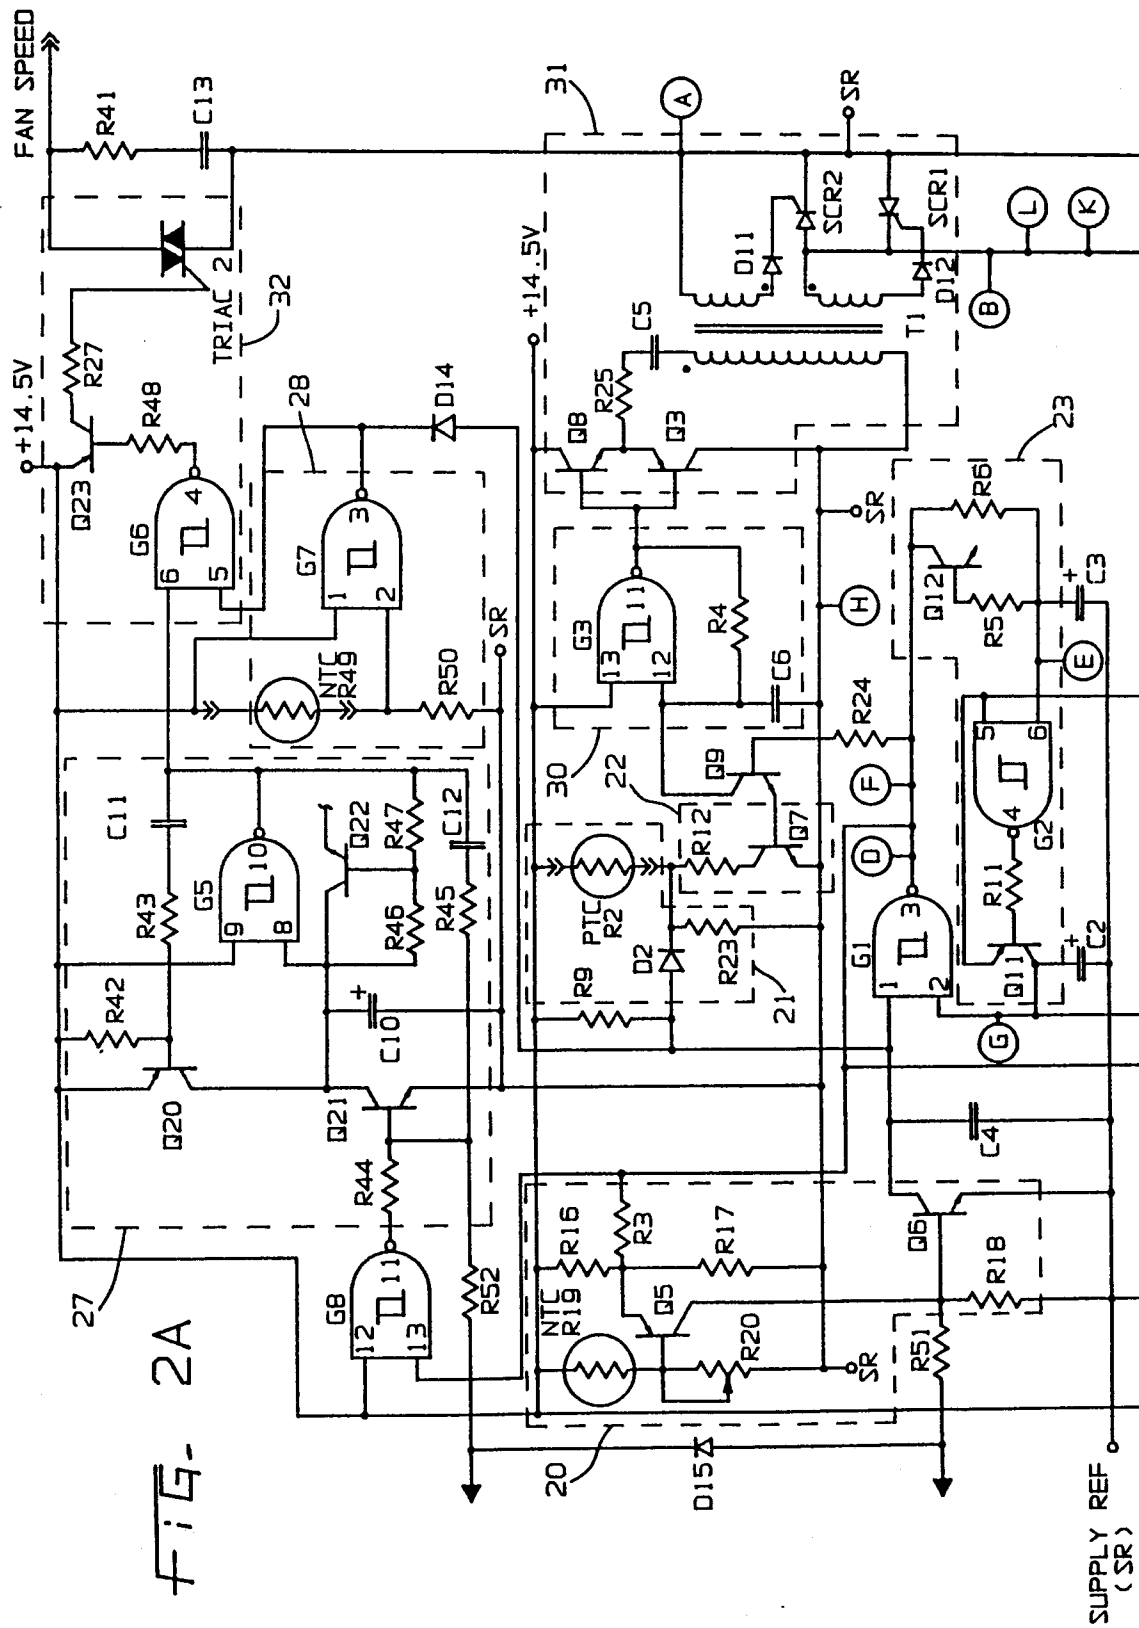 FIG. 2A
FAN SPEED
+14.5V
R41
C13
TRIAC 2
32
R27
R48
Q23
G6
6
5
4
28
D14
G7
1
2
3
NTC
R49
R50
SR
C11
R43
G5
9
8
10
Q22
R47
R46
R45
C12
R42
C10
Q20
Q21
R44
27
G8
12
13
11
R52
31
A
SR
+14.5V
D11
SCR2
SCR1
D12
T1
C5
R25
Q8
Q3
B
L
K
G3
13
12
11
R4
C6
30
H
SR
22
Q9
R24
PTC
R2
R12
Q7
D2
R23
R9
21
23
R6
Q12
R5
C3
E
5
6
4
G2
F
D
R11
Q11
C2
G1
1
2
3
G
C4
R16
R3
R17
NTC
R19
Q5
R20
SR
Q6
R18
R51
20
D15
SUPPLY REF
(SR)